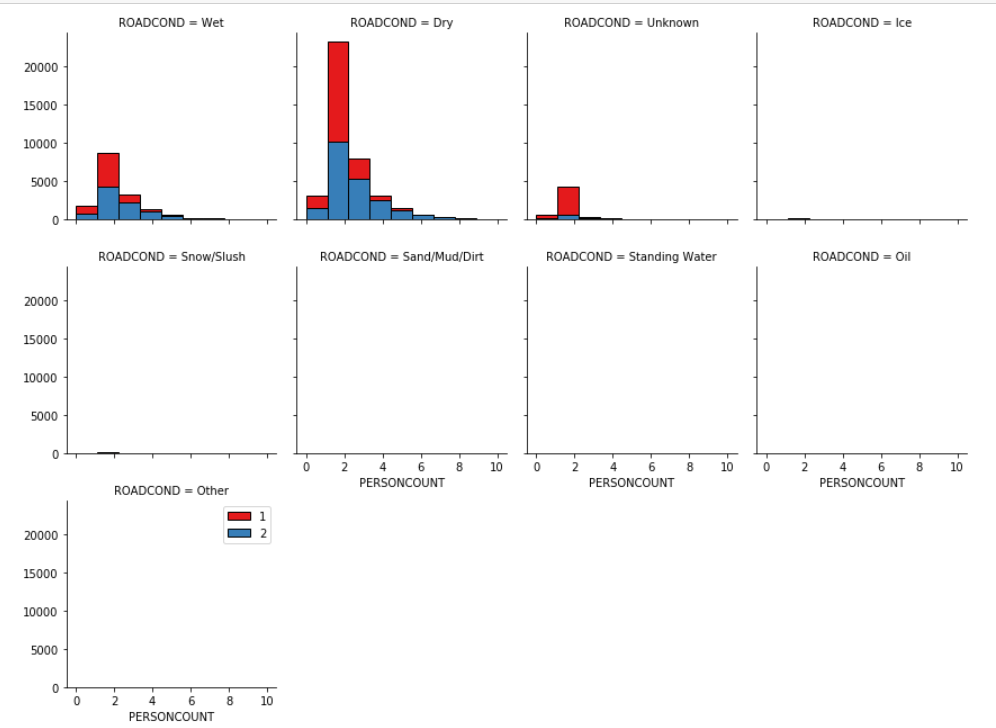 ROADCOND = Wet
ROADCOND = Dry
ROADCOND = Unknown
ROADCOND = Ice
20000
15000
10000
5000
0
ROADCOND = Snow/Slush
ROADCOND = Sand/Mud/Dirt
ROADCOND = Standing Water
ROADCOND = Oil
20000
15000
10000
5000
0
0 2 4 6 8 10
PERSONCOUNT
0 2 4 6 8 10
PERSONCOUNT
0 2 4 6 8 10
PERSONCOUNT
ROADCOND = Other
1
2
20000
15000
10000
5000
0
0 2 4 6 8 10
PERSONCOUNT